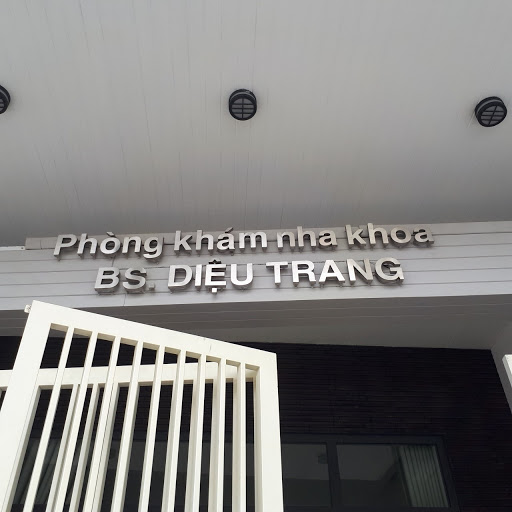 Phòng khám nha khoa
BS. DIỆU TRANG